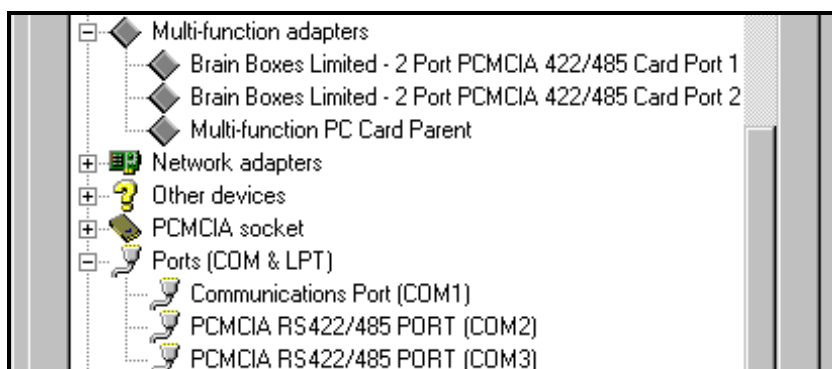 Multi-function adapters
Brain Boxes Limited - 2 Port PCMCIA 422/485 Card Port 1
Brain Boxes Limited - 2 Port PCMCIA 422/485 Card Port 2
Multi-function PC Card Parent
Network adapters
Other devices
PCMCIA socket
Ports (COM & LPT)
Communications Port (COM1)
PCMCIA RS422/485 PORT (COM2)
PCMCIA RS422/485 PORT (COM3)